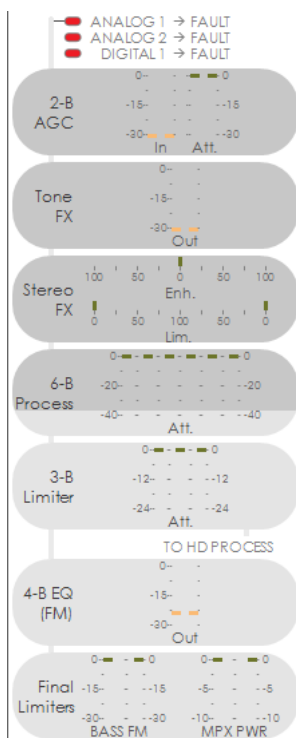 ANALOG 1 → FAULT
ANALOG 2 → FAULT
DIGITAL 1 → FAULT
2-B
AGC
0- -0
-15- -15
-30- -30
In Att.
Tone
FX
0-
-15-
-30-
Out
Stereo
FX
100 50 0 50 100
Enh.
0 50 100 50 0
Lim.
6-B
Process
0- -0
-20- -20
-40- -40
Att.
3-B
Limiter
0- -0
-12- -12
-24- -24
Att.
TO HD PROCESS
4-B EQ
(FM)
0-
-15-
-30-
Out
Final
Limiters
0- -0 0- -0
-15- -15 -5- -5
-30- -30 -10- -10
BASS FM MPX PWR